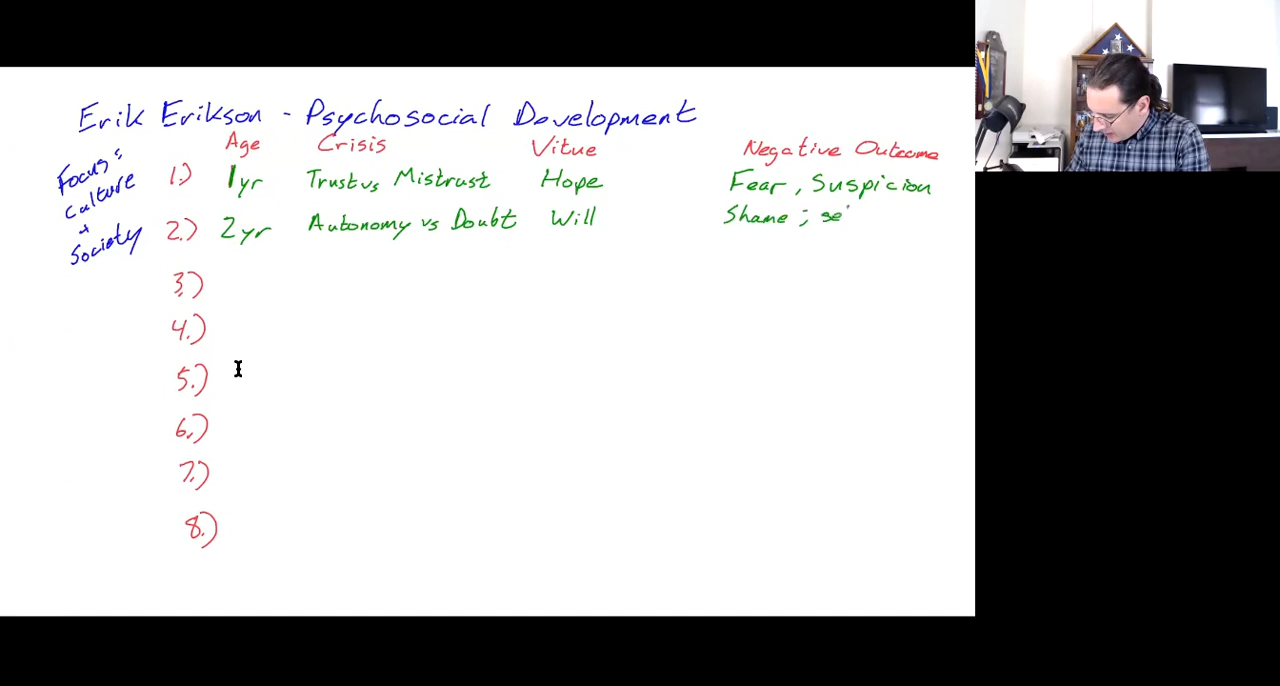 Erik Erikson - Psychosocial Development
Age Crisis Vitue Negative Outcome
Focus:
Culture
+
Society
1.) 1yr Trust vs Mistrust Hope Fear, Suspicion
2.) 2yr Autonomy vs Doubt Will Shame ; se
3.)
4.)
5.)
6.)
7.)
8.)